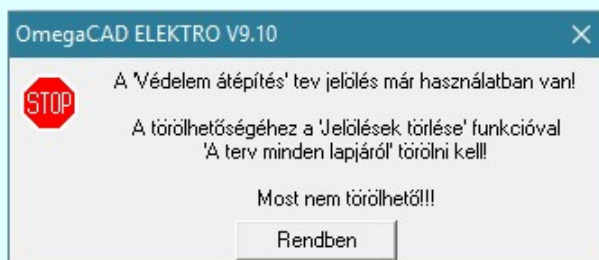 OmegaCAD ELEKTRO V9.10
STOP
A 'Védelem átépítés' tev jelölés már használatban van!
A törölhetőségéhez a 'Jelölések törlése' funkcióval
'A terv minden lapjáról' törölni kell!
Most nem törölhető!!!
Rendben